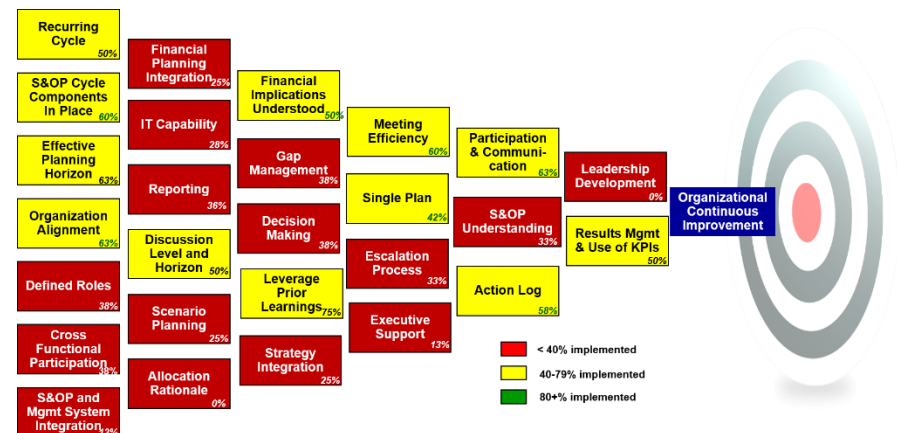 Recurring
Cycle
50%
S&OP Cycle
Components
In Place
60%
Effective
Planning
Horizon
63%
Organization
Alignment
63%
Defined Roles
38%
Cross
Functional
Participation
38%
S&OP and
Mgmt System
Integration
Financial
Planning
Integration
25%
IT Capability
28%
Reporting
36%
Discussion
Level and
Horizon
50%
Scenario
Planning
25%
Allocation
Rationale
0%
Financial
Implications
Understood
50%
Gap
Management
38%
Decision
Making
38%
Leverage
Prior
Learnings
75%
Strategy
Integration
25%
Meeting
Efficiency
60%
Single Plan
42%
Escalation
Process
33%
Executive
Support
13%
Participation
& Communi-
cation
63%
S&OP
Understanding
33%
Action Log
58%
Leadership
Development
0%
Results Mgmt
& Use of KPIs
50%
Organizational
Continuous
Improvement
< 40% implemented
40-79% implemented
80+% implemented